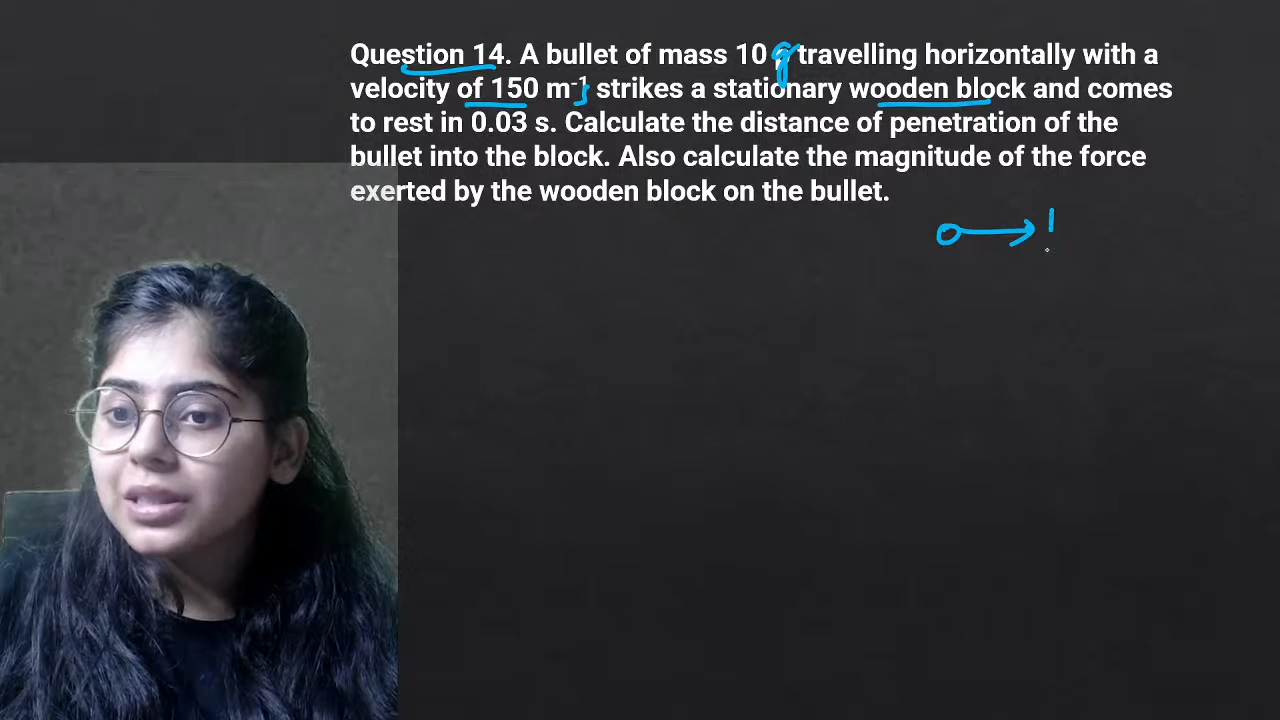 Question 14. A bullet of mass 10 g travelling horizontally with a
velocity of 150 m⁻¹ s strikes a stationary wooden block and comes
to rest in 0.03 s. Calculate the distance of penetration of the
bullet into the block. Also calculate the magnitude of the force
exerted by the wooden block on the bullet.